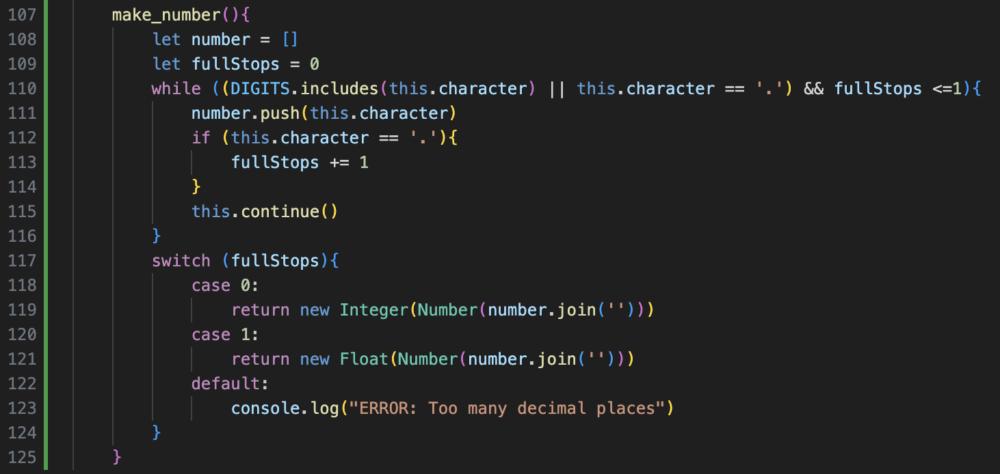 107 make_number(){
108 let number = []
109 let fullStops = 0
110 while ((DIGITS.includes(this.character) || this.character == '.') && fullStops <=1){
111 number.push(this.character)
112 if (this.character == '.'){
113 fullStops += 1
114 }
115 this.continue()
116 }
117 switch (fullStops){
118 case 0:
119 return new Integer(Number(number.join('')))
120 case 1:
121 return new Float(Number(number.join('')))
122 default:
123 console.log("ERROR: Too many decimal places")
124 }
125 }